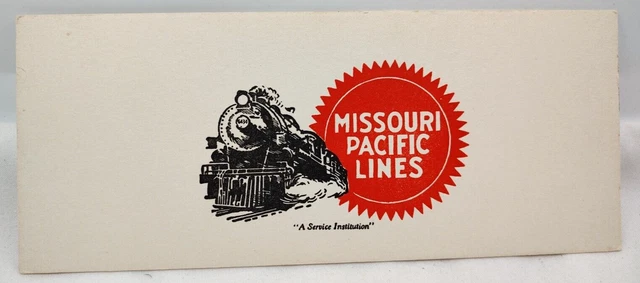 MISSOURI
PACIFIC
LINES
"A Service Institution"